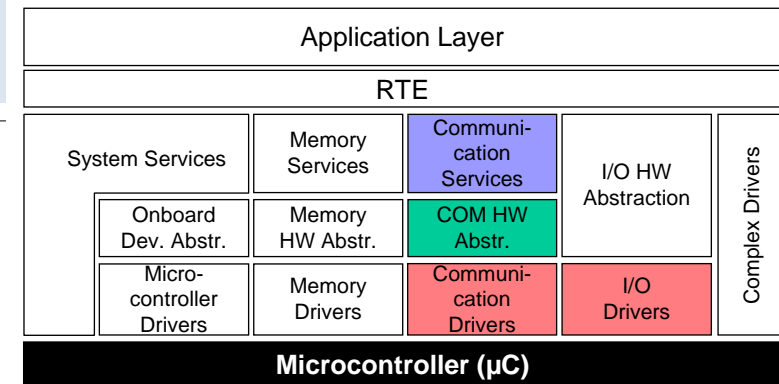 Application Layer
RTE
System Services
Memory
Services
Communi-
cation
Services
I/O HW
Abstraction
Complex Drivers
Onboard
Dev. Abstr.
Memory
HW Abstr.
COM HW
Abstr.
Micro-
controller
Drivers
Memory
Drivers
Communi-
cation
Drivers
I/O
Drivers
Microcontroller (µC)